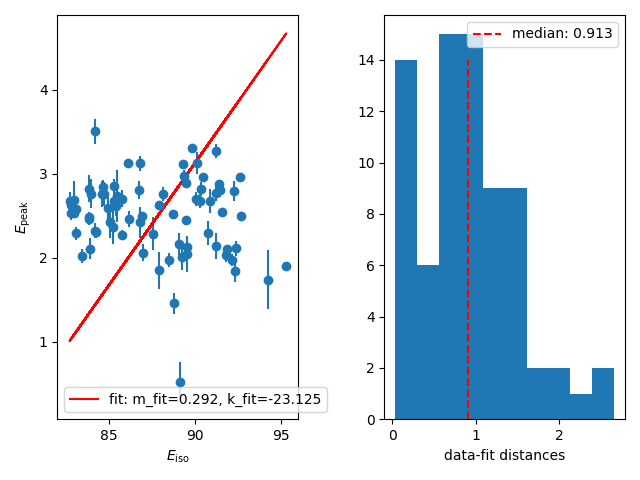 4
3
2
1
E_peak
85 90 95
E_iso
fit: m_fit=0.292, k_fit=-23.125
14
12
10
8
6
4
2
0
0 1 2
data-fit distances
median: 0.913